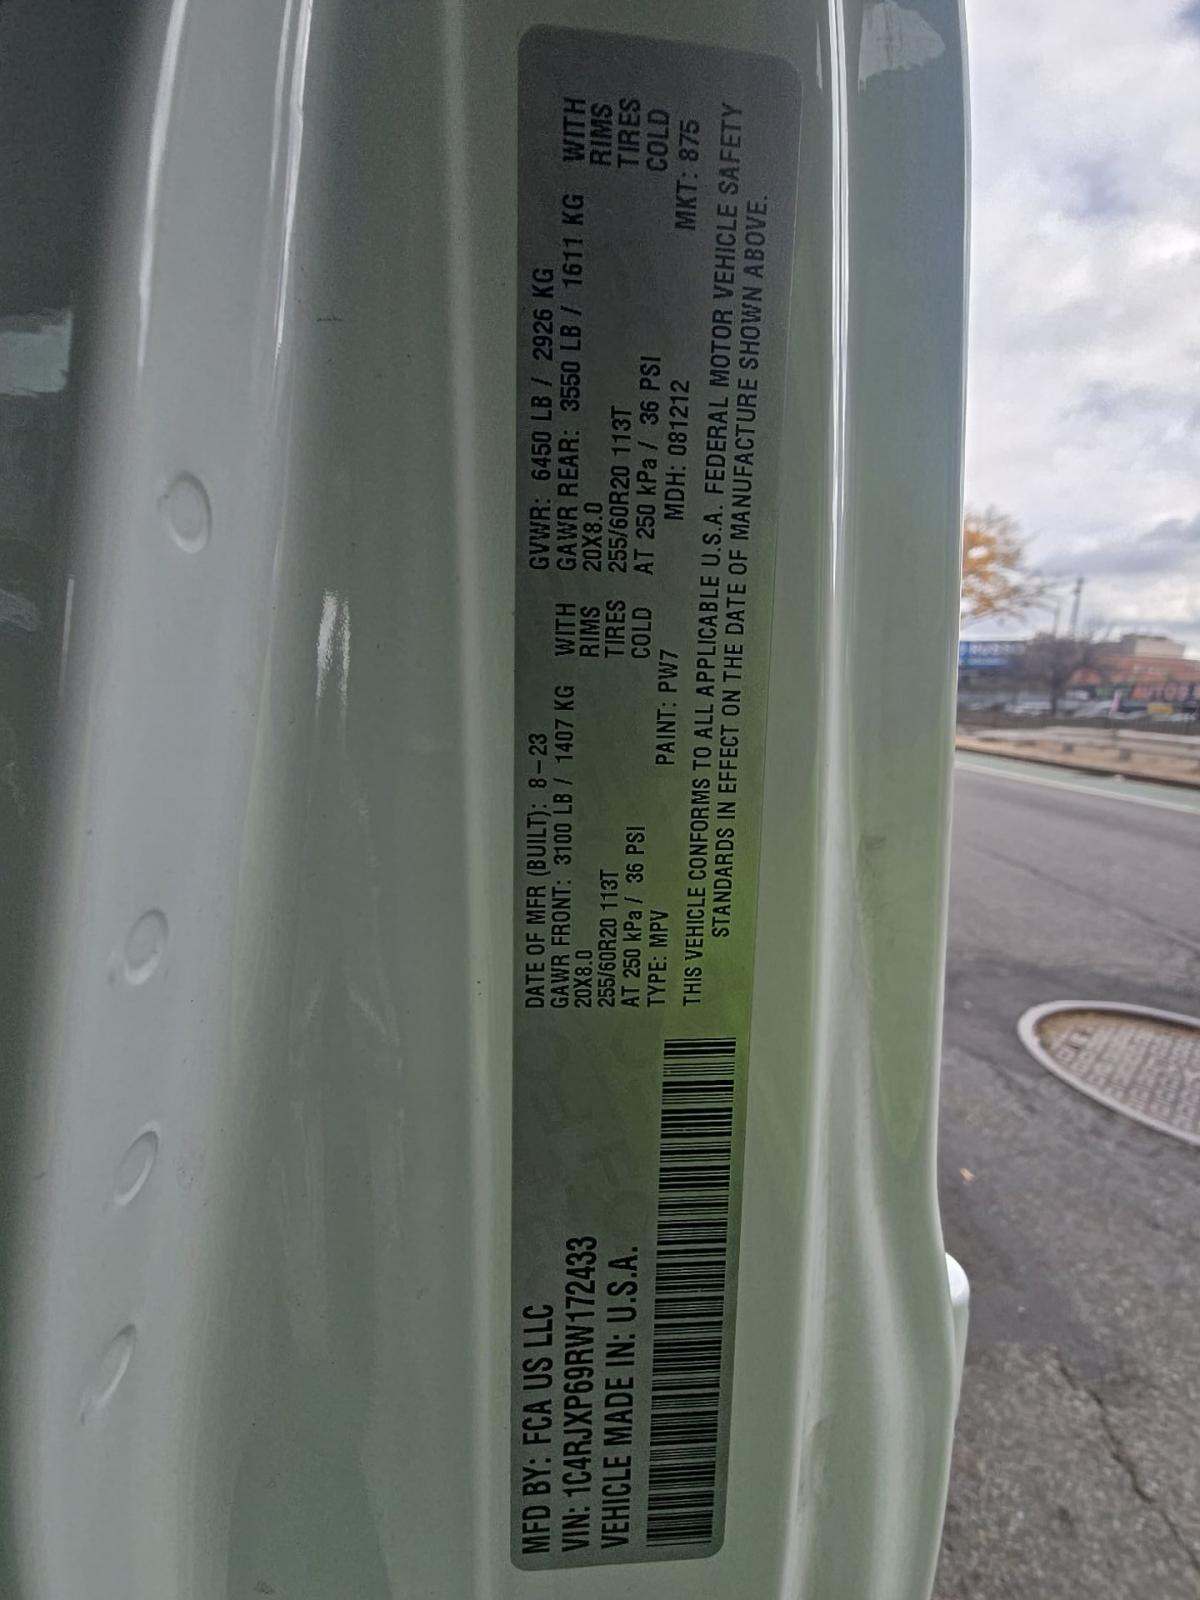 MFD BY: FCA US LLC
VIN: 1C4RJXP69RW172433
VEHICLE MADE IN: U.S.A.
DATE OF MFR (BUILT): 8-23 GVWR: 6450 LB / 2926 KG
GAWR FRONT: 3100 LB / 1407 KG WITH GAWR REAR: 3550 LB / 1611 KG WITH
20X8.0 RIMS 20X8.0 RIMS
255/60R20 113T TIRES 255/60R20 113T TIRES
AT 250 kPa / 36 PSI COLD AT 250 kPa / 36 PSI COLD
TYPE: MPV PAINT: PW7 MDH: 081212 MKT: 875
THIS VEHICLE CONFORMS TO ALL APPLICABLE U.S.A. FEDERAL MOTOR VEHICLE SAFETY
STANDARDS IN EFFECT ON THE DATE OF MANUFACTURE SHOWN ABOVE.